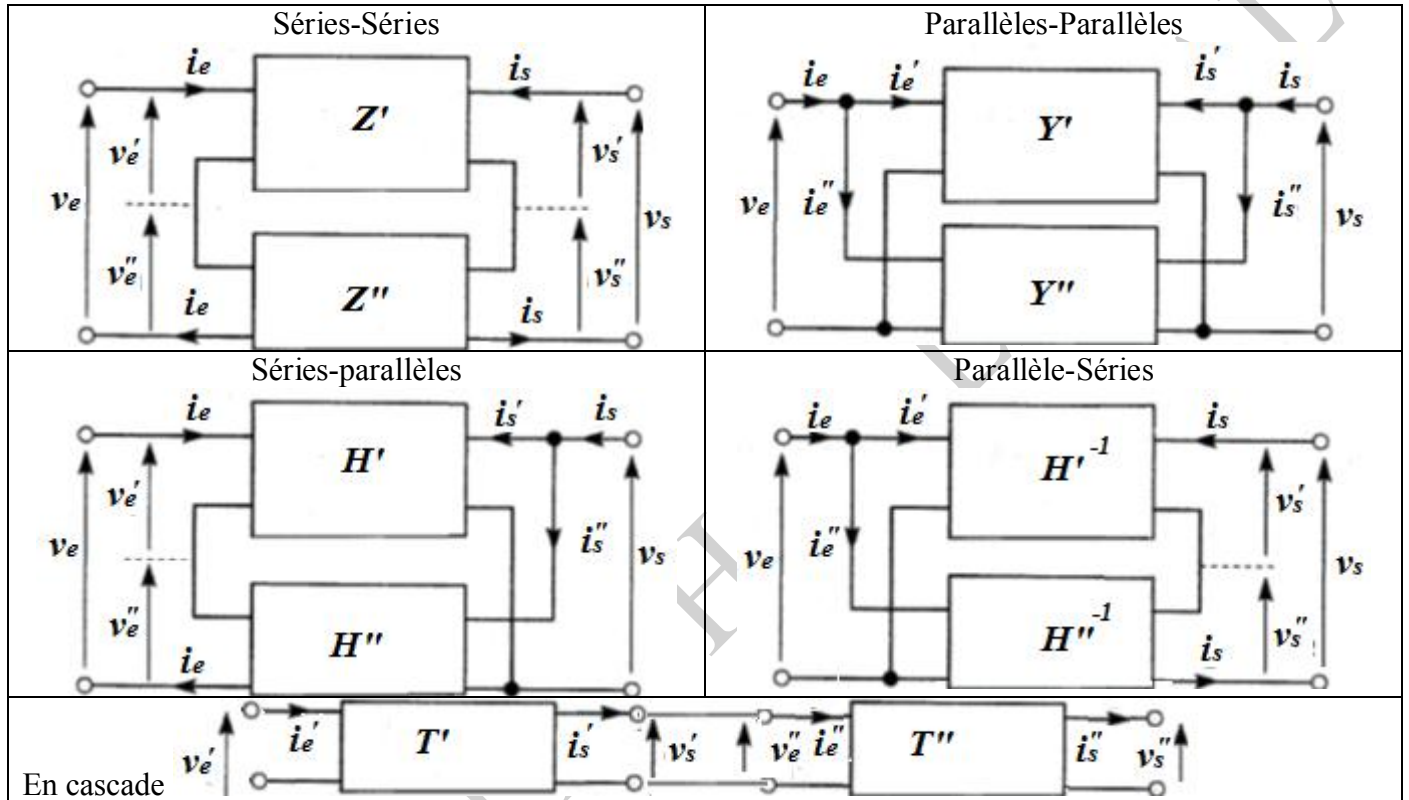 Séries-Séries
ie
is
Z'
ve'
vs'
ve
vs
ve''
vs''
Z''
ie
is
Parallèles-Parallèles
ie
ie'
is'
is
Y'
ve
ie''
is''
vs
Y''
Séries-parallèles
ie
is'
is
H'
ve'
ve
is''
vs
ve''
H''
ie
Parallèle-Séries
ie
ie'
is
H'-1
vs'
ve
ie''
vs
H''-1
vs''
is
En cascade
ve'
ie'
T'
is'
vs'
ve''
ie''
T''
is''
vs''